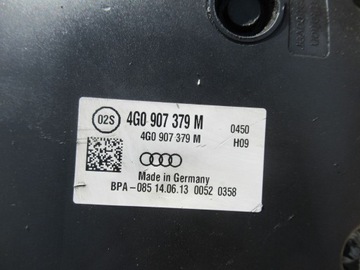 02S
4G0 907 379 M
4G0 907 379 M
0450
H09
Made in Germany
BPA-085 14.06.13 0052 0358